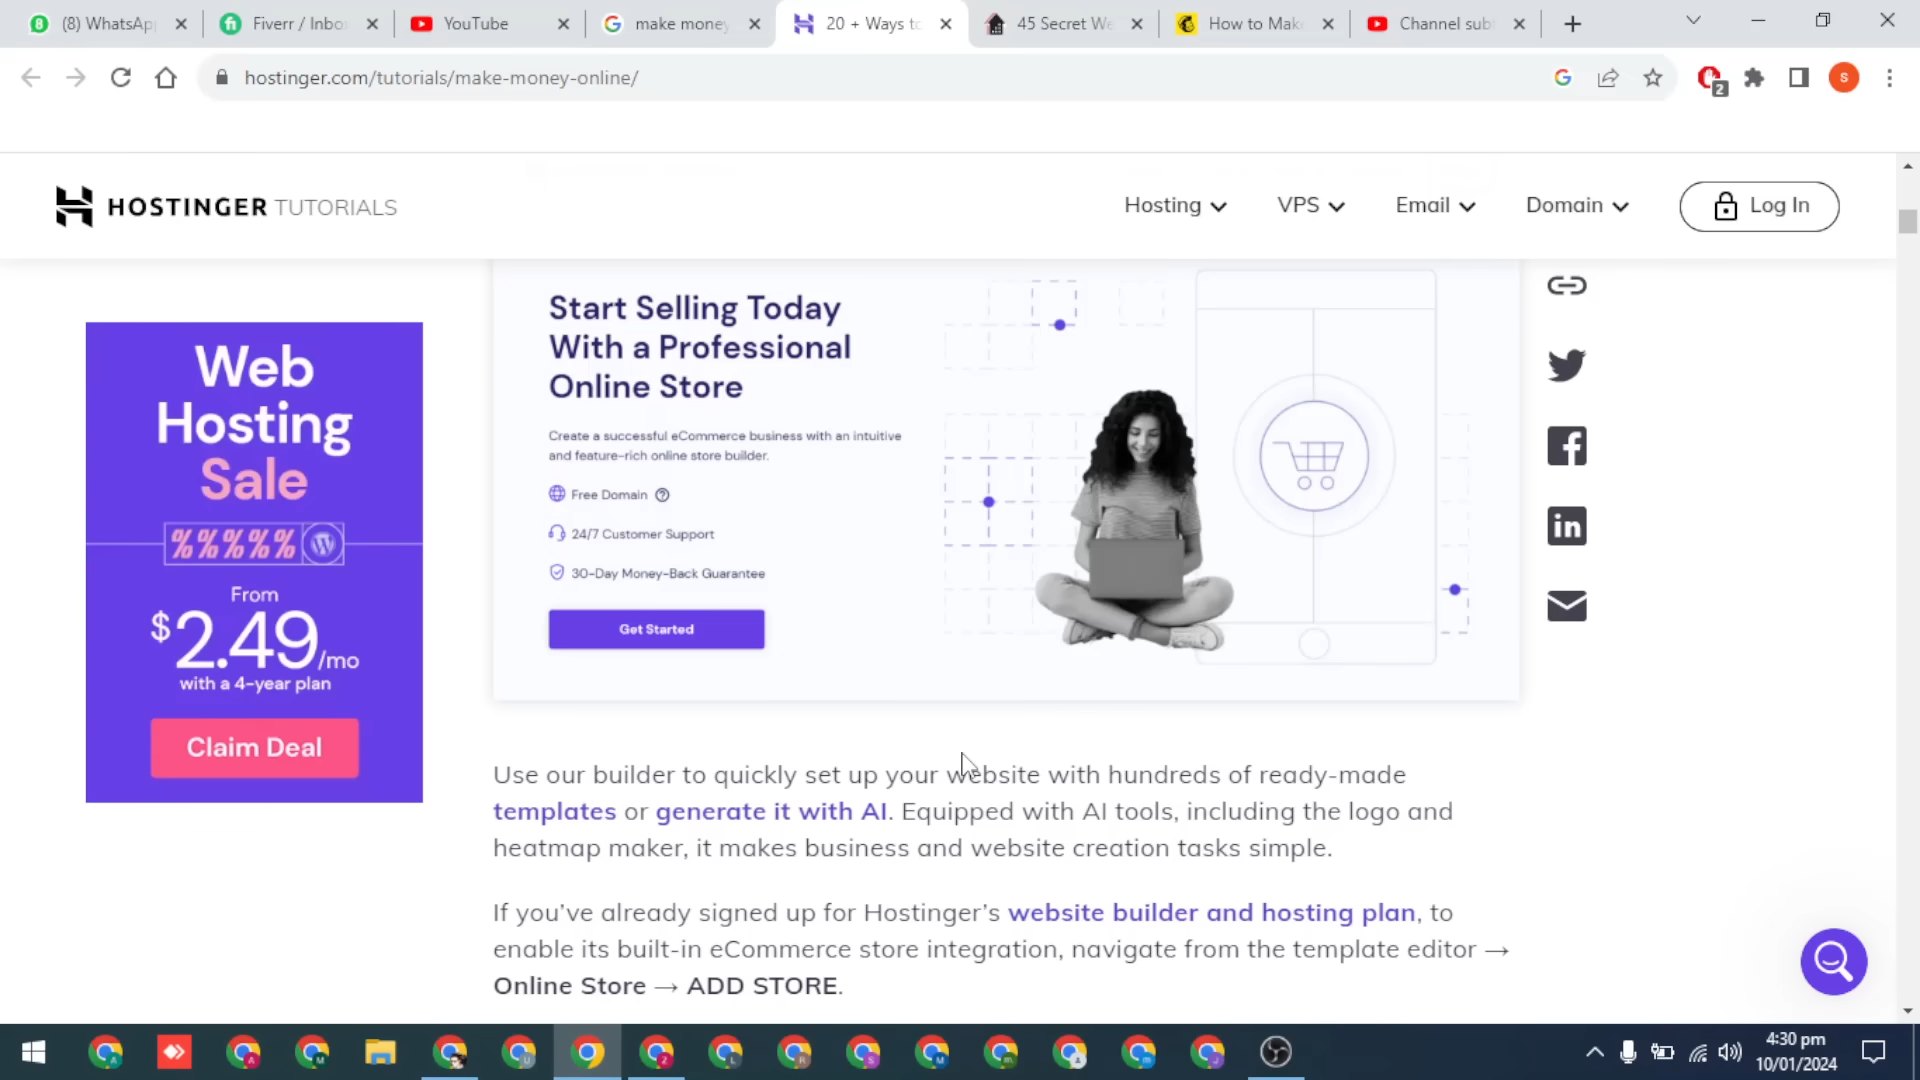 (8) WhatsAp
Fiverr / Inbo
YouTube
make money
20 + Ways to
45 Secret We
How to Mak
Channel sub
hostinger.com/tutorials/make-money-online/
2
S
HOSTINGER TUTORIALS
Hosting
VPS
Email
Domain
Log In
Web
Hosting
Sale
%%%%%
From
$2.49/mo
with a 4-year plan
Claim Deal
Start Selling Today
With a Professional
Online Store
Create a successful eCommerce business with an intuitive
and feature-rich online store builder.
Free Domain
24/7 Customer Support
30-Day Money-Back Guarantee
Get Started
Use our builder to quickly set up your website with hundreds of ready-made
templates or generate it with AI. Equipped with AI tools, including the logo and
heatmap maker, it makes business and website creation tasks simple.
If you’ve already signed up for Hostinger’s website builder and hosting plan, to
enable its built-in eCommerce store integration, navigate from the template editor →
Online Store → ADD STORE.
4:30 pm
10/01/2024